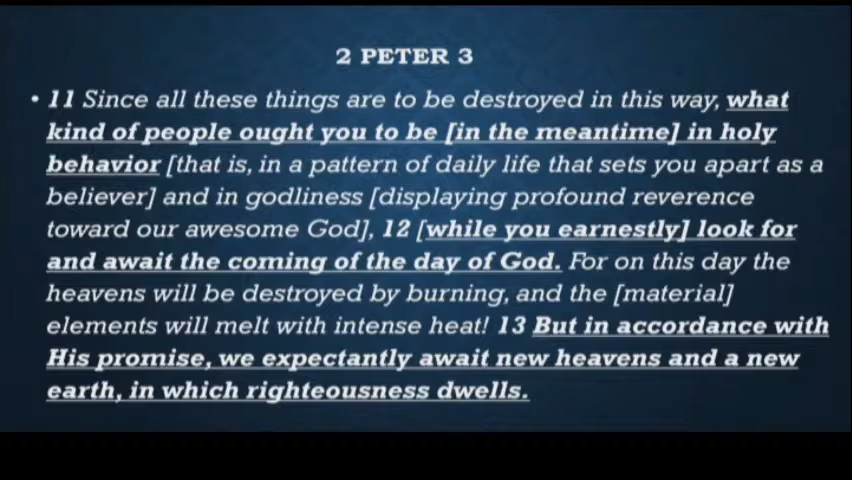 2 PETER 3
• 11 Since all these things are to be destroyed in this way, what
kind of people ought you to be [in the meantime] in holy
behavior [that is, in a pattern of daily life that sets you apart as a
believer] and in godliness [displaying profound reverence
toward our awesome God], 12 [while you earnestly] look for
and await the coming of the day of God. For on this day the
heavens will be destroyed by burning, and the [material]
elements will melt with intense heat! 13 But in accordance with
His promise, we expectantly await new heavens and a new
earth, in which righteousness dwells.